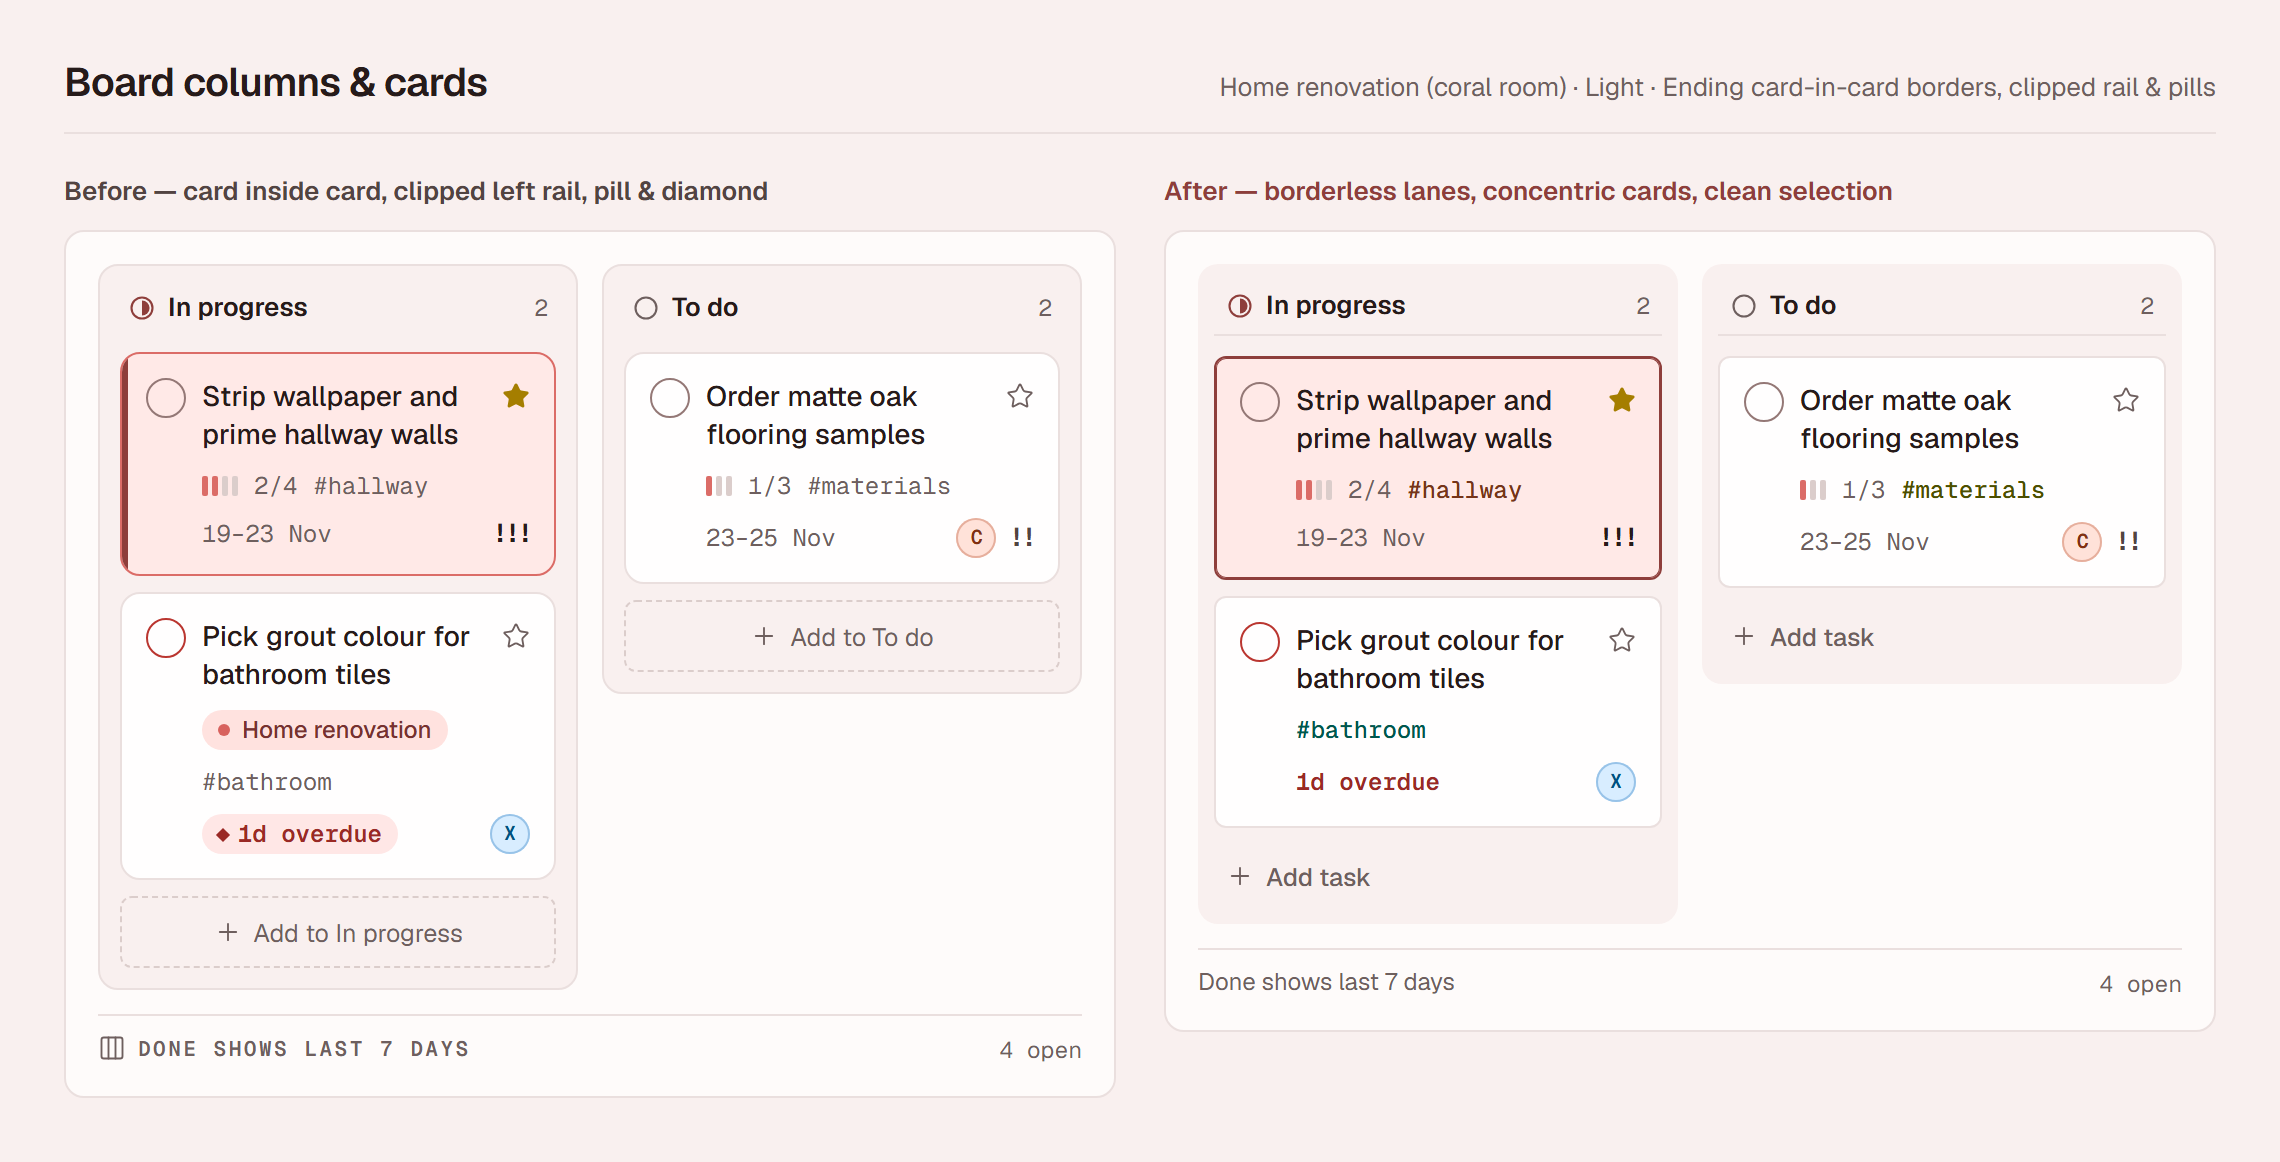 Board columns & cards
Home renovation (coral room) · Light · Ending card-in-card borders, clipped rail & pills
Before — card inside card, clipped left rail, pill & diamond
In progress 2
Strip wallpaper and
prime hallway walls
2/4 #hallway
19–23 Nov !!!
Pick grout colour for
bathroom tiles
Home renovation
#bathroom
1d overdue X
+ Add to In progress
To do 2
Order matte oak
flooring samples
1/3 #materials
23–25 Nov C !!
+ Add to To do
DONE SHOWS LAST 7 DAYS 4 open
After — borderless lanes, concentric cards, clean selection
In progress 2
Strip wallpaper and
prime hallway walls
2/4 #hallway
19–23 Nov !!!
Pick grout colour for
bathroom tiles
#bathroom
1d overdue X
+ Add task
To do 2
Order matte oak
flooring samples
1/3 #materials
23–25 Nov C !!
+ Add task
Done shows last 7 days 4 open